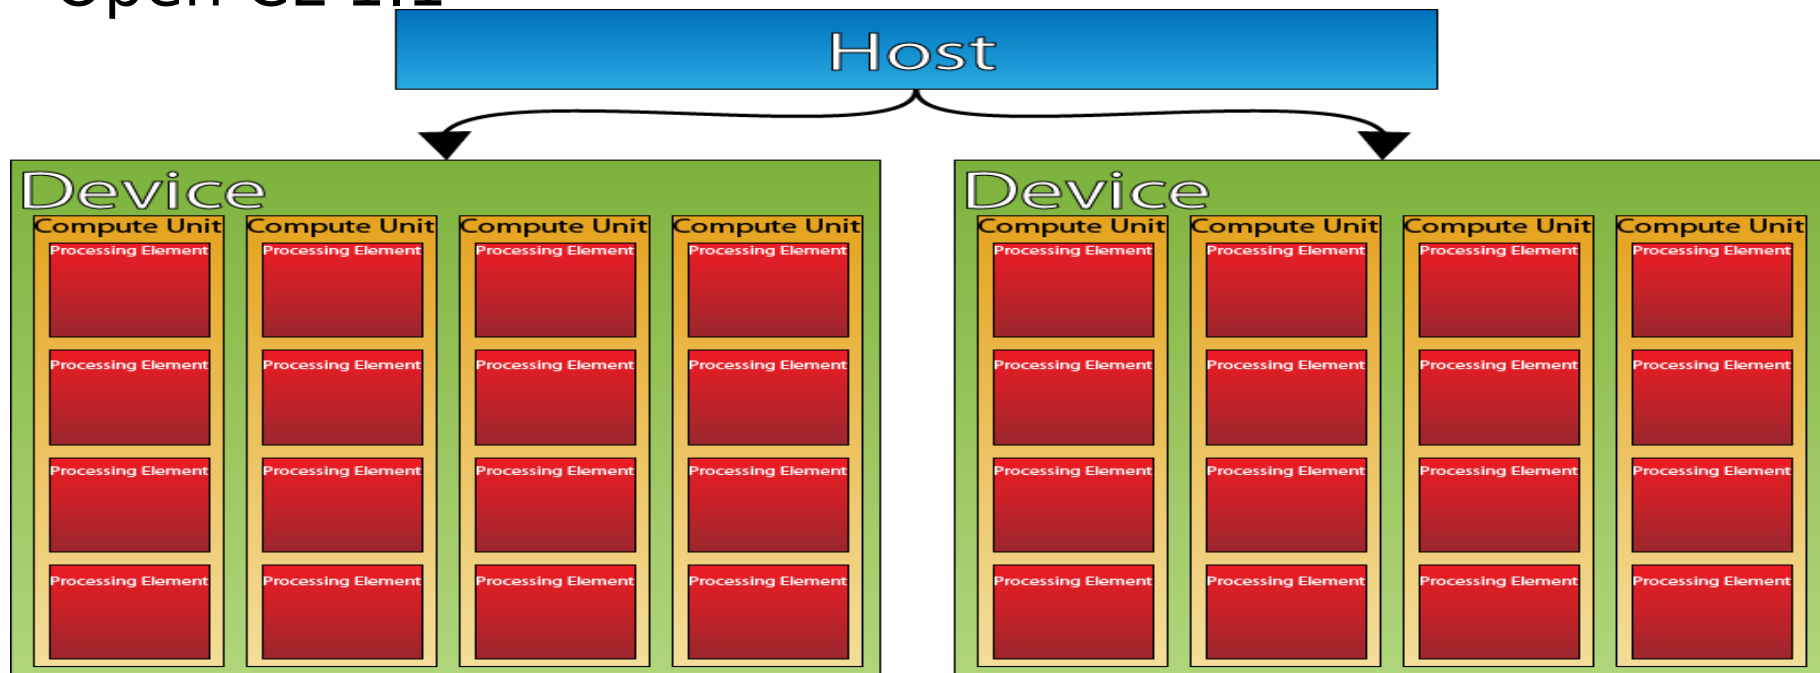 Open CL 1.1
Host
Device
Device
Compute Unit Compute Unit Compute Unit Compute Unit
Compute Unit Compute Unit Compute Unit Compute Unit
Processing Element Processing Element Processing Element Processing Element
Processing Element Processing Element Processing Element Processing Element
Processing Element Processing Element Processing Element Processing Element
Processing Element Processing Element Processing Element Processing Element
Processing Element Processing Element Processing Element Processing Element
Processing Element Processing Element Processing Element Processing Element
Processing Element Processing Element Processing Element Processing Element
Processing Element Processing Element Processing Element Processing Element